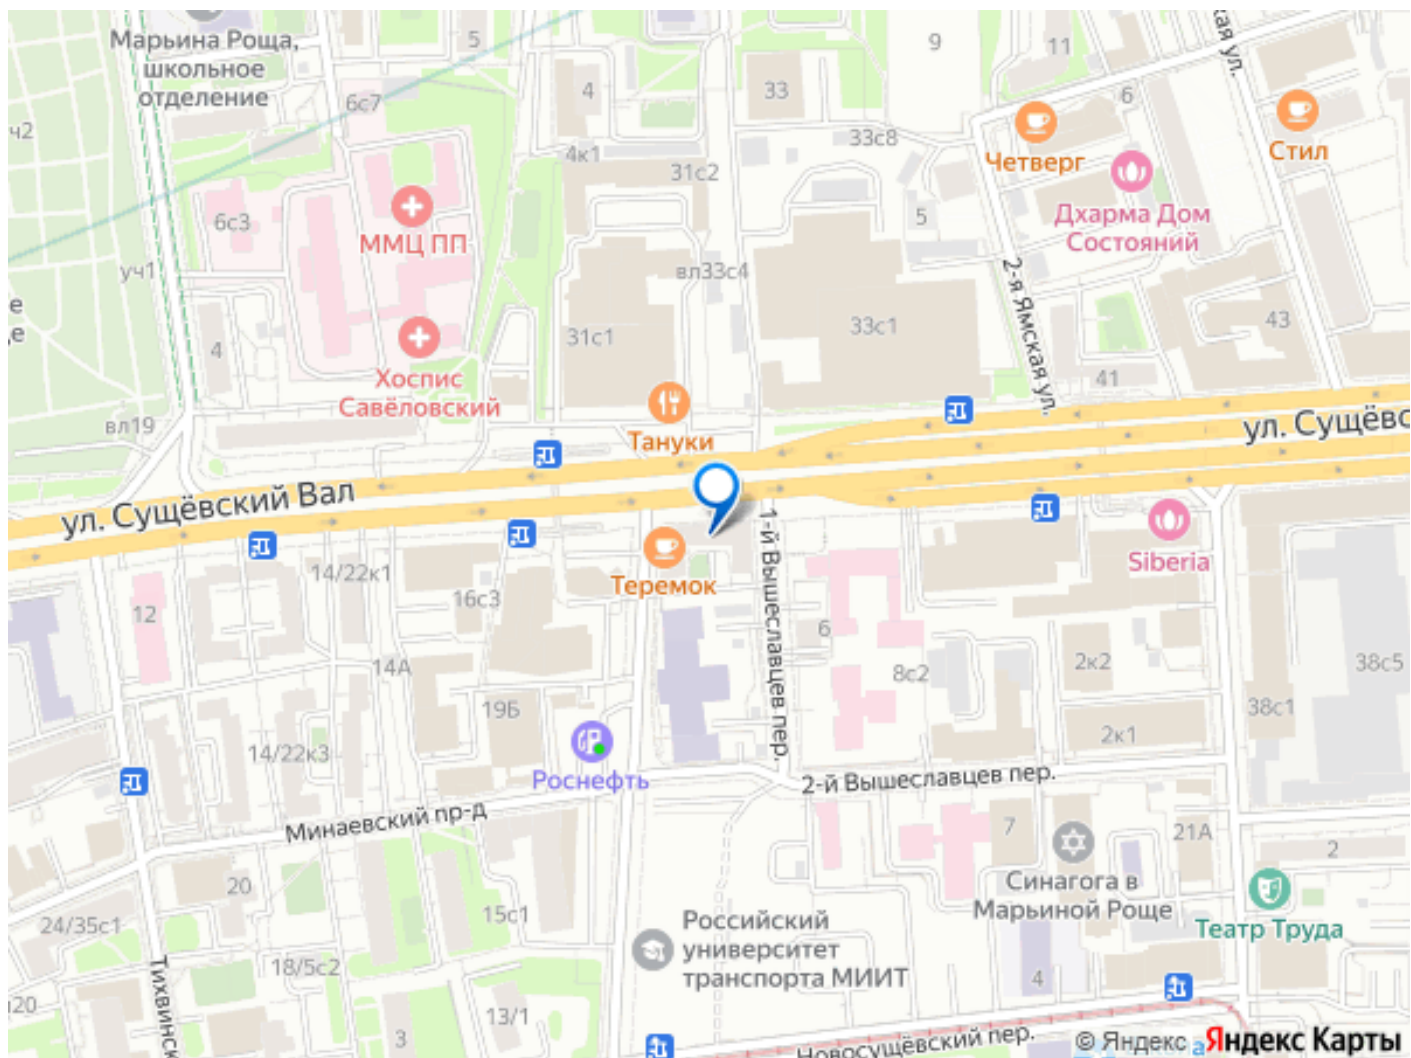 Марьина Роща,
школьное
отделение
5
9
11
кая ул.
6с7
4
33
6
ч2
4к1
33с8
31с2
Четверг
Стил
6с3
ММЦ ПП
5
Дхарма Дом
Состояний
уч1
вл33с4
2-я Ямская ул.
е
е
4
31с1
33с1
43
Хоспис
Савёловский
41
вл19
Тануки
ул. Сущёвс
ул. Сущёвский Вал
1-й Вышеславцев пер.
14/22к1
Теремок
Siberia
12
16с3
6
14А
8с2
2к2
38с5
19Б
38с1
14/22к3
2к1
Роснефть
2-й Вышеславцев пер.
Минаевский пр-д
7
21А
2
20
Синагога в
Марьиной Роще
24/35с1
15с1
Российский
университет
транспорта МИИТ
Театр Труда
18/5с2
Тихвинск
4
20
13/1
3
Новосущёвский пер.
© Яндекс Яндекс Карты